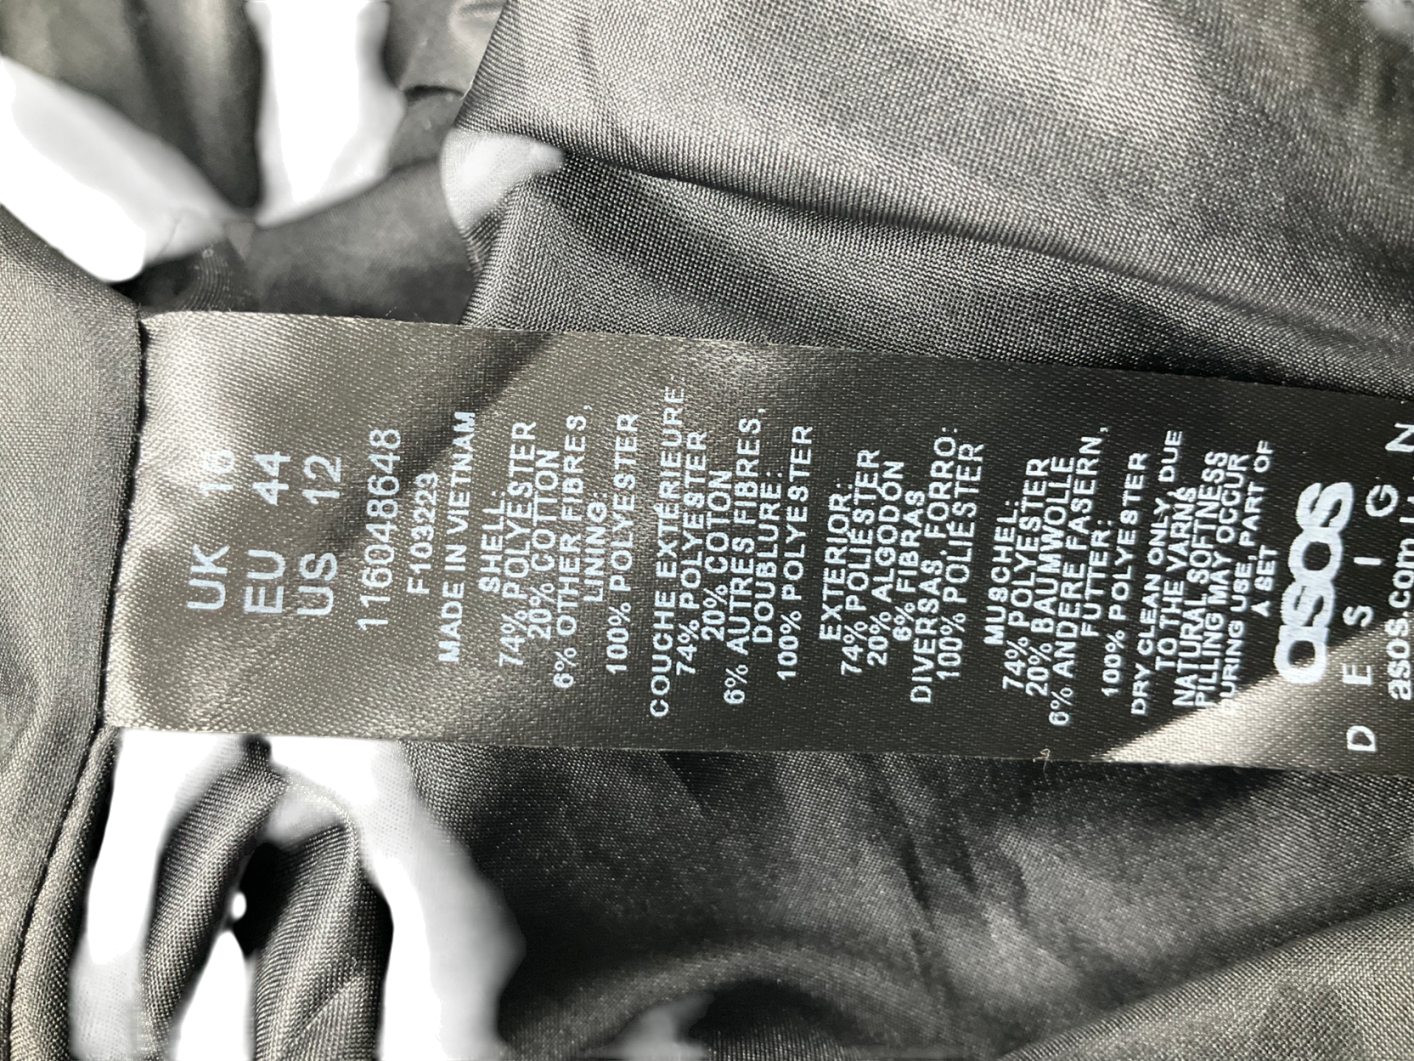 UK 16
EU 44
US 12
116048648
F103223
MADE IN VIETNAM
SHELL:
74% POLYESTER
20% COTTON
6% OTHER FIBRES,
LINING:
100% POLYESTER
COUCHE EXTÉRIEURE
74% POLYESTER
20% COTON
6% AUTRES FIBRES,
DOUBLURE:
100% POLYESTER
EXTERIOR:
74% POLIÉSTER
20% ALGODÓN
6% FIBRAS
DIVERSAS, FORRO:
100% POLIÉSTER
MUSCHEL:
74% POLYESTER
20% BAUMWOLLE
6% ANDERE FASERN,
FUTTER:
100% POLYESTER
DRY CLEAN ONLY, DUE
TO THE YARNS
NATURAL SOFTNESS
PILLING MAY OCCUR
DURING USE, PART OF
A SET
asos
DESIGN
asos.com